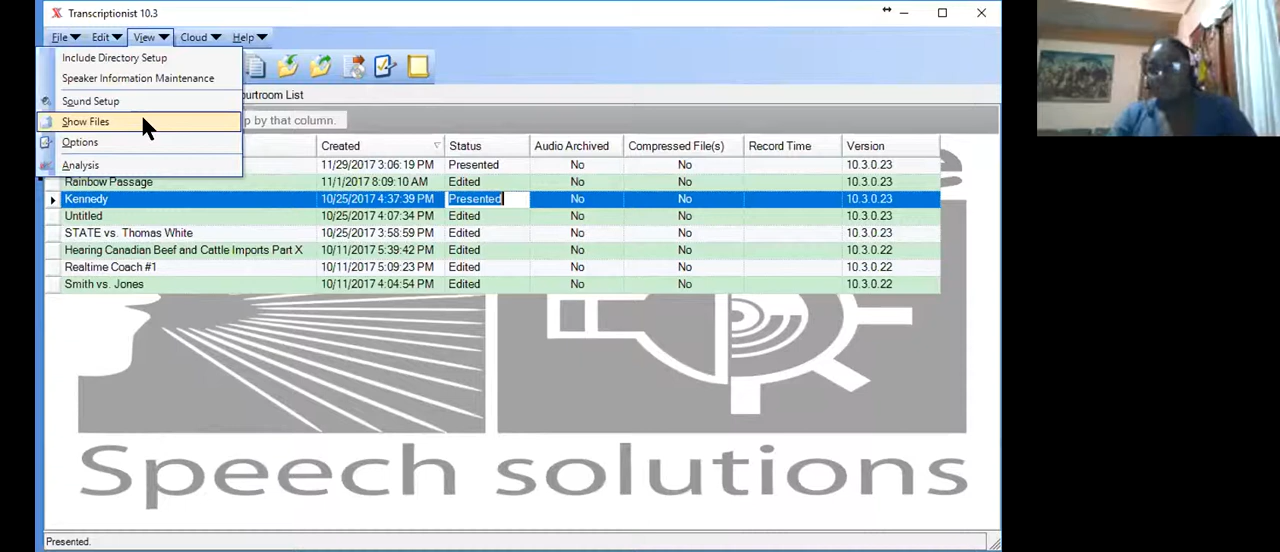 Transcriptionist 10.3
File Edit View Cloud Help
Include Directory Setup
Speaker Information Maintenance
Sound Setup
Show Files
Options
Analysis
urtroom List
p by that column.
Created Status Audio Archived Compressed File(s) Record Time Version
11/29/2017 3:06:19 PM Presented No No 10.3.0.23
Rainbow Passage 11/1/2017 8:09:10 AM Edited No No 10.3.0.23
Kennedy 10/25/2017 4:37:39 PM Presented No No 10.3.0.23
Untitled 10/25/2017 4:07:34 PM Edited No No 10.3.0.23
STATE vs. Thomas White 10/25/2017 3:58:59 PM Edited No No 10.3.0.23
Hearing Canadian Beef and Cattle Imports Part X 10/11/2017 5:39:42 PM Edited No No 10.3.0.22
Realtime Coach #1 10/11/2017 5:09:23 PM Edited No No 10.3.0.22
Smith vs. Jones 10/11/2017 4:04:54 PM Edited No No 10.3.0.22
Speech solutions
Presented.